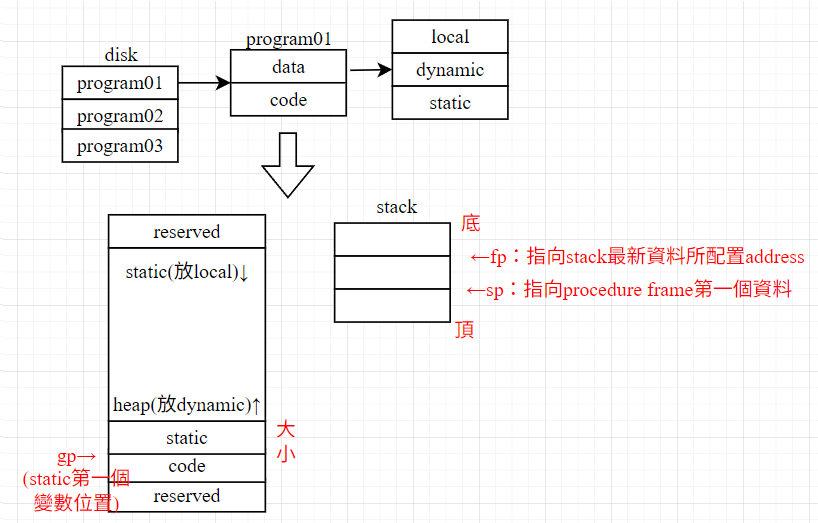 disk
program01
program02
program03
program01
data
code
local
dynamic
static
reserved
static(放local)↓
heap(放dynamic)↑
static
code
reserved
大
小
gp→
(static第一個
變數位置)
stack
底
←fp：指向stack最新資料所配置address
←sp：指向procedure frame第一個資料
頂